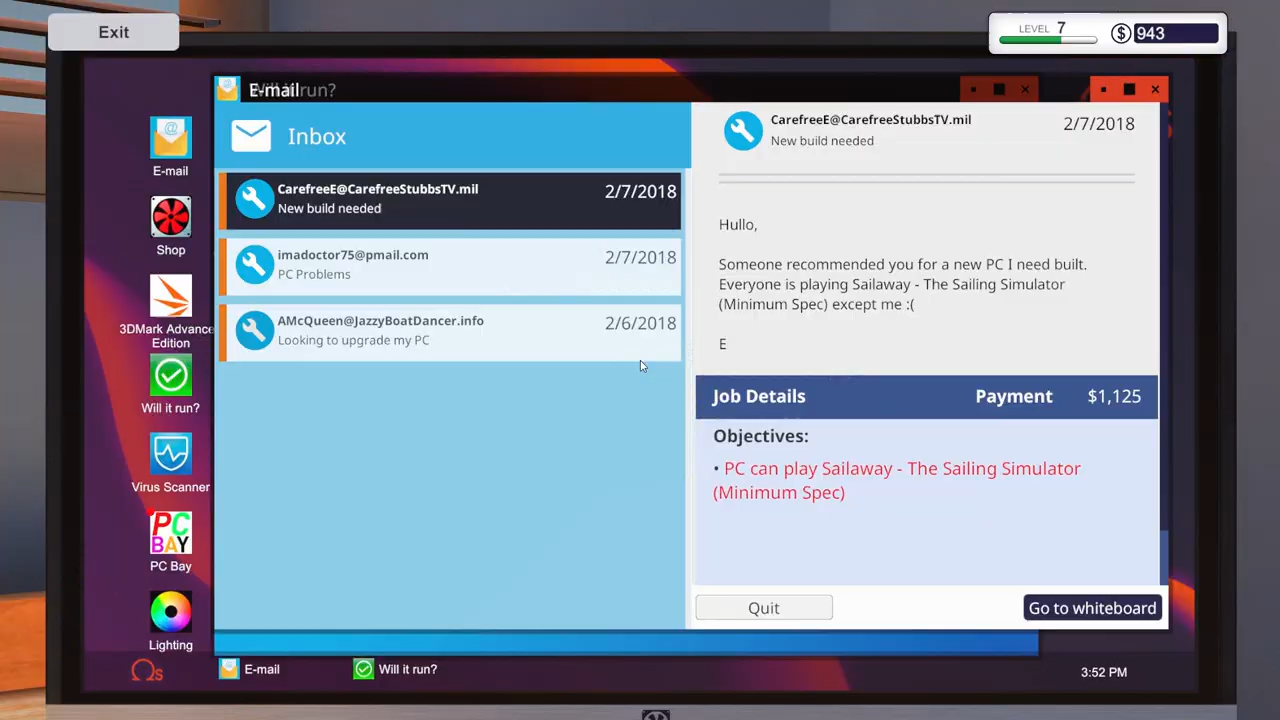 Exit
LEVEL 7
$ 943
E-mail run?
Inbox
CarefreeE@CarefreeStubbsTV.mil
2/7/2018
New build needed
imadoctor75@pmail.com
2/7/2018
PC Problems
AMcQueen@JazzyBoatDancer.info
2/6/2018
Looking to upgrade my PC
CarefreeE@CarefreeStubbsTV.mil
2/7/2018
New build needed
Hullo,
Someone recommended you for a new PC I need built.
Everyone is playing Sailaway - The Sailing Simulator
(Minimum Spec) except me :(
E
Job Details Payment $1,125
Objectives:
• PC can play Sailaway - The Sailing Simulator
(Minimum Spec)
Quit
Go to whiteboard
E-mail
Shop
3DMark Advance
Edition
Will it run?
Virus Scanner
PC
BAY
PC Bay
Lighting
Ωs
E-mail
Will it run?
3:52 PM